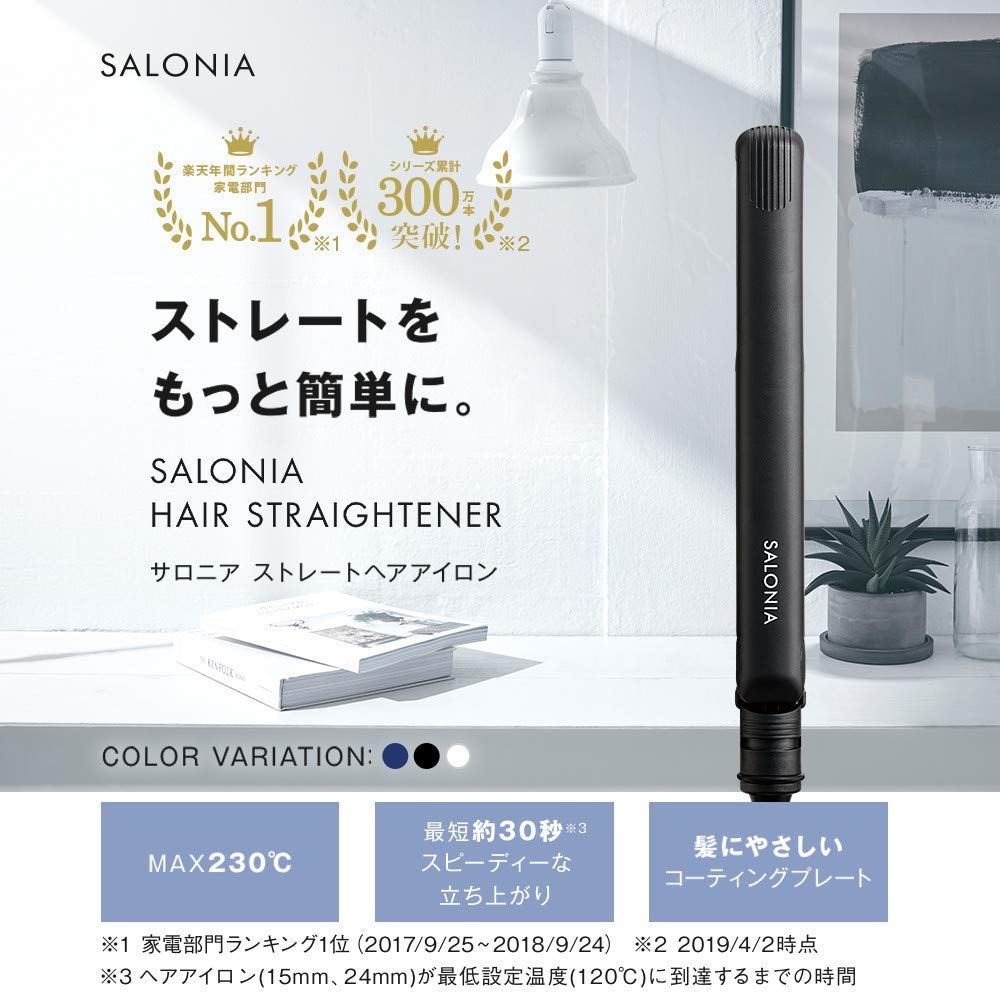 SALONIA
楽天年間ランキング
家電部門
No.1 ※1
シリーズ累計
300万本
突破! ※2
ストレートを
もっと簡単に。
SALONIA
HAIR STRAIGHTENER
サロニア ストレートヘアアイロン
SALONIA
KINFOLK
COLOR VARIATION:
MAX230℃
最短約30秒※3
スピーディーな
立ち上がり
髪にやさしい
コーティングプレート
※1 家電部門ランキング1位（2017/9/25~2018/9/24） ※2 2019/4/2時点
※3 ヘアアイロン(15mm、24mm)が最低設定温度(120℃)に到達するまでの時間